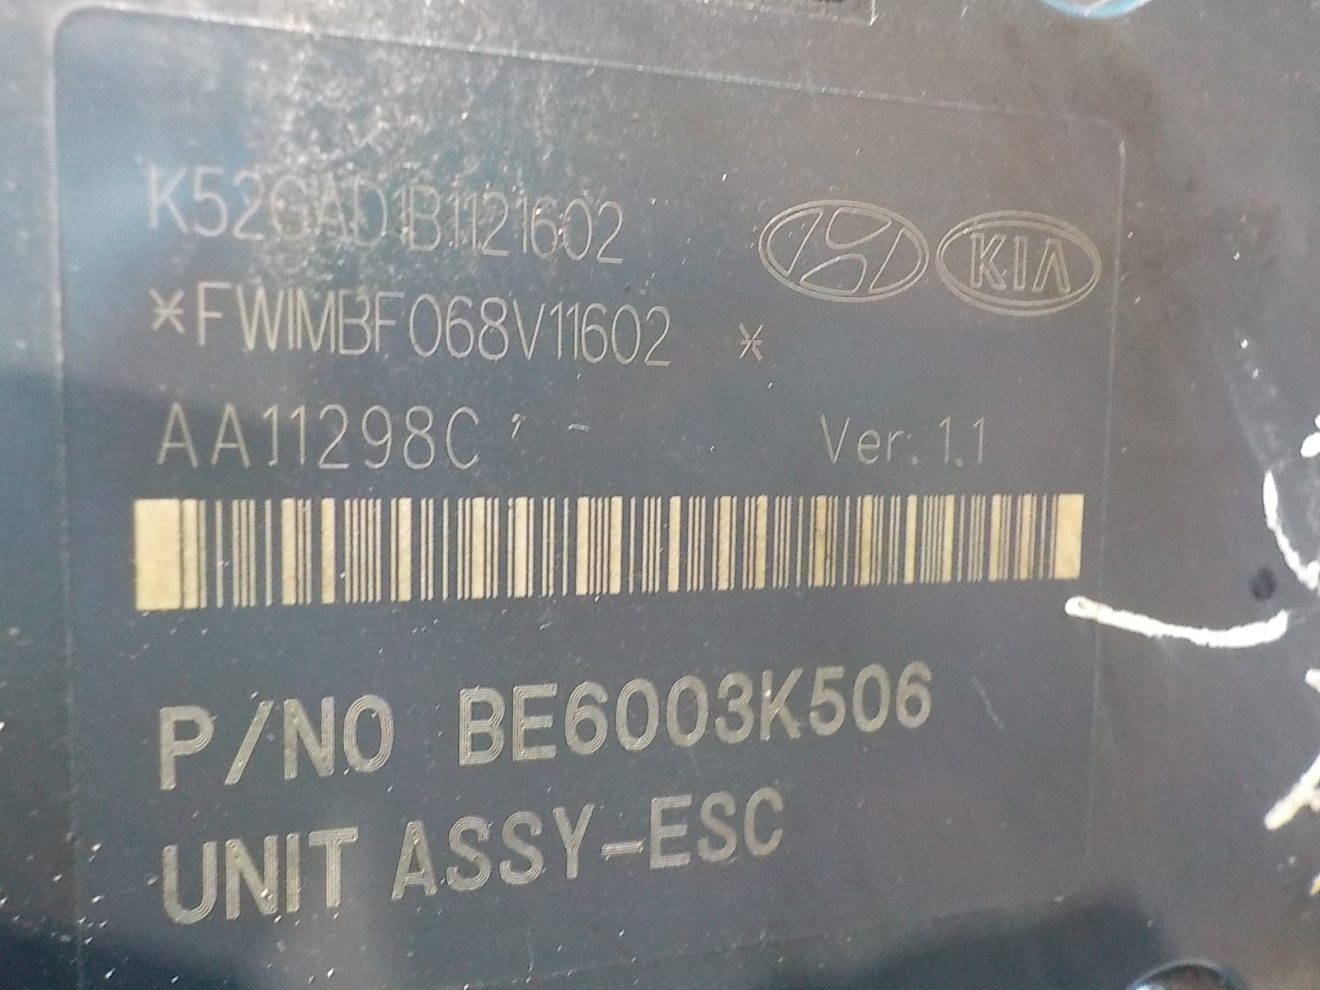 K52GAD1B1121602
*FWIMBF068V11602 *
AA11298C
Ver: 1.1
KIA
P/NO BE6003K506
UNIT ASSY-ESC